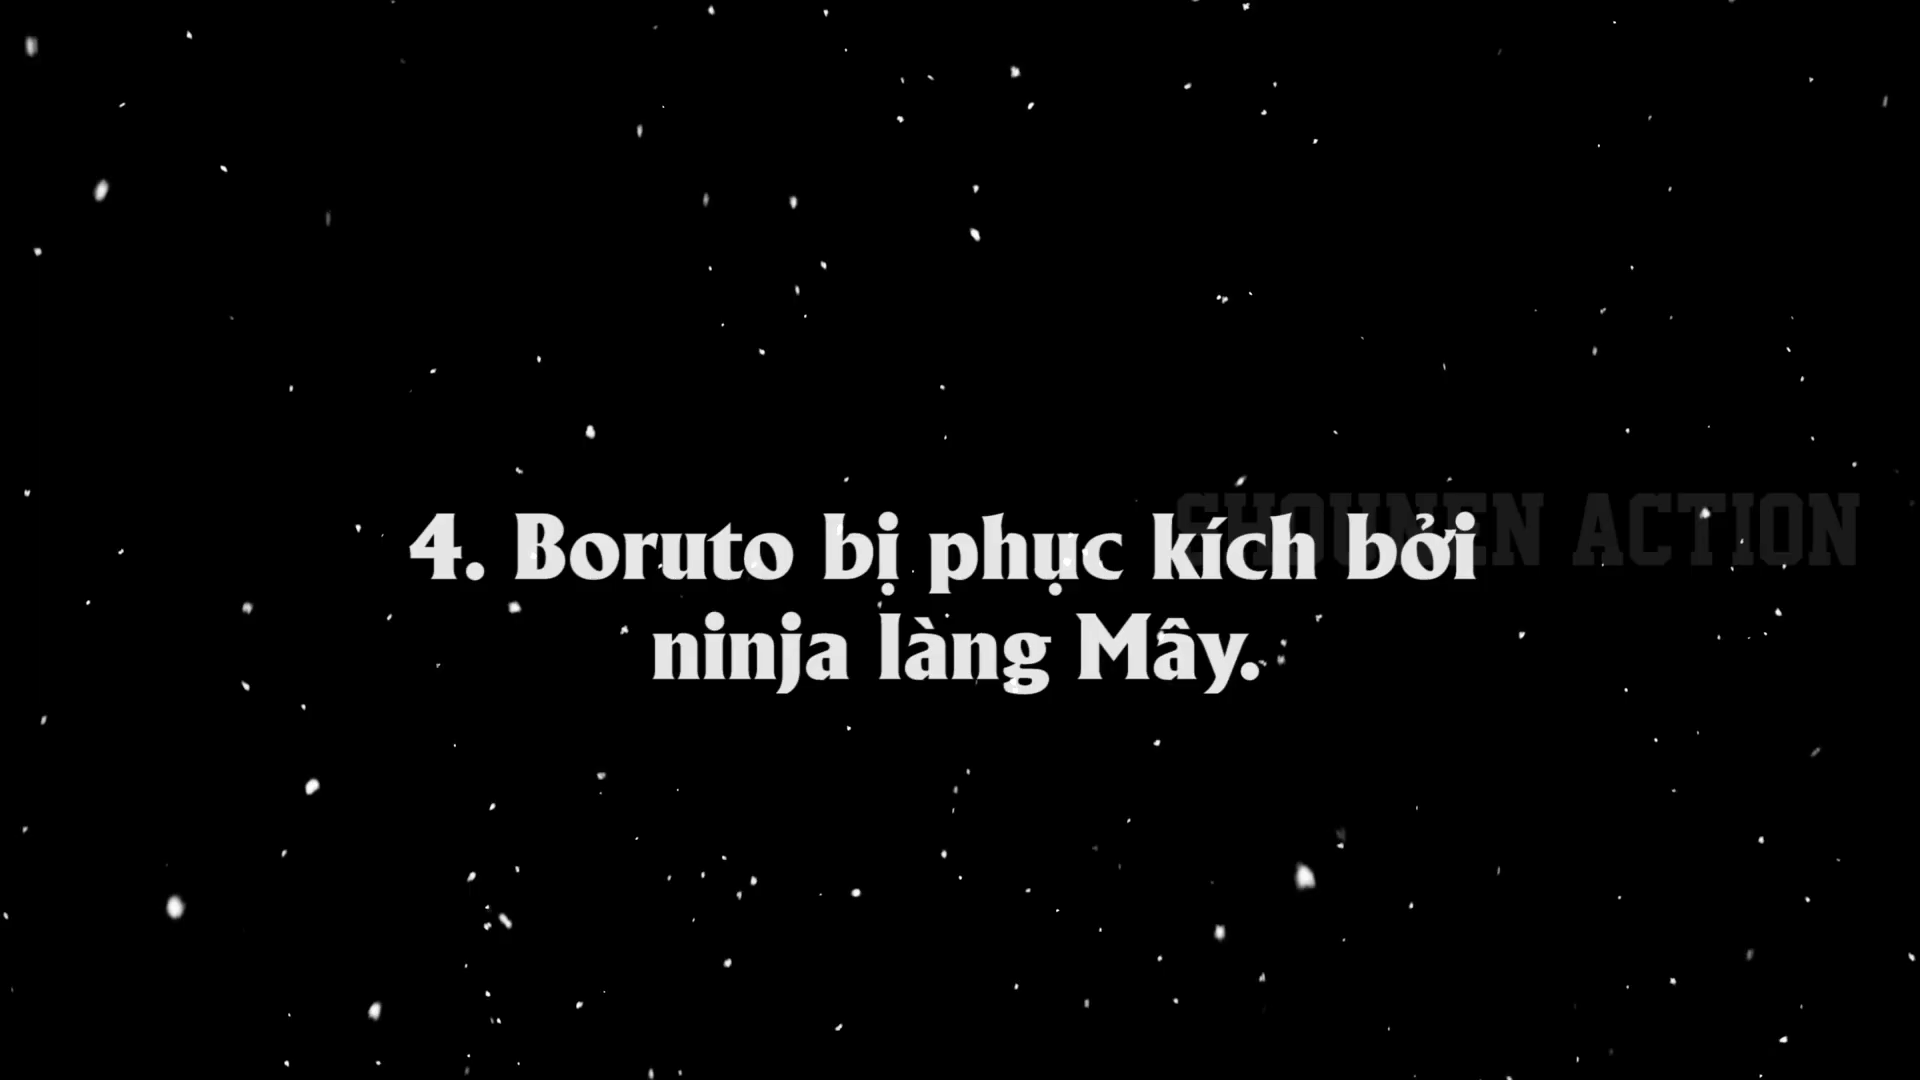 SHOUNEN ACTION
4. Boruto bị phục kích bởi
ninja làng Mây.